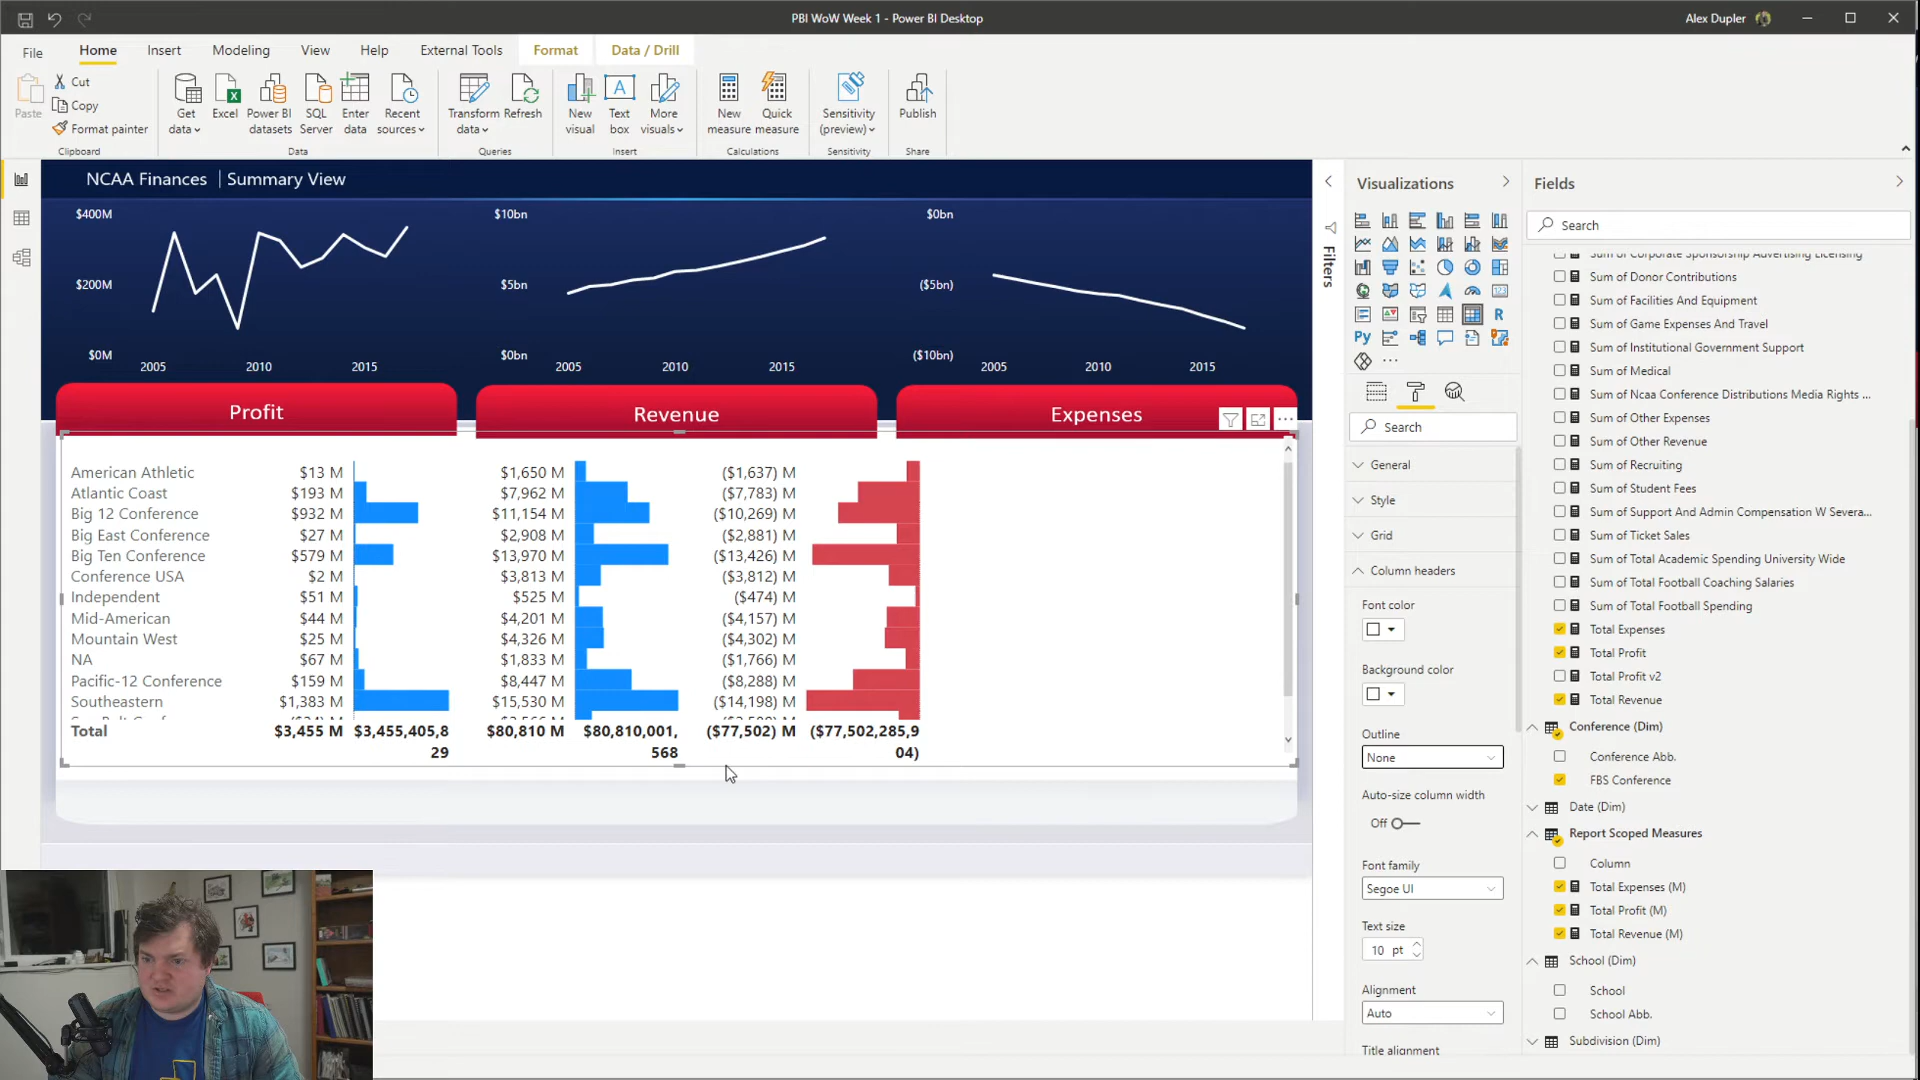 PBI WoW Week 1 - Power BI Desktop
Alex Dupler
File
Home
Insert
Modeling
View
Help
External Tools
Format
Data / Drill
Paste
Cut
Copy
Format painter
Clipboard
Get data
Excel
Power BI datasets
SQL Server
Enter data
Recent sources
Data
Transform data
Refresh
Queries
New visual
Text box
More visuals
Insert
New measure
Quick measure
Calculations
Sensitivity (preview)
Sensitivity
Publish
Share
NCAA Finances | Summary View
$400M
$200M
$0M
2005 2010 2015
$10bn
$5bn
$0bn
2005 2010 2015
$0bn
($5bn)
($10bn)
2005 2010 2015
Profit
Revenue
Expenses
American Athletic $13 M $1,650 M ($1,637) M
Atlantic Coast $193 M $7,962 M ($7,783) M
Big 12 Conference $932 M $11,154 M ($10,269) M
Big East Conference $27 M $2,908 M ($2,881) M
Big Ten Conference $579 M $13,970 M ($13,426) M
Conference USA $2 M $3,813 M ($3,812) M
Independent $51 M $525 M ($474) M
Mid-American $44 M $4,201 M ($4,157) M
Mountain West $25 M $4,326 M ($4,302) M
NA $67 M $1,833 M ($1,766) M
Pacific-12 Conference $159 M $8,447 M ($8,288) M
Southeastern $1,383 M $15,530 M ($14,198) M
Total $3,455 M $3,455,405,8 $80,810 M $80,810,001, ($77,502) M ($77,502,285,9
29 568 04)
Filters
Visualizations
R
Py
Search
General
Style
Grid
Column headers
Font color
Background color
Outline
None
Auto-size column width
Off
Font family
Segoe UI
Text size
10 pt
Alignment
Auto
Title alignment
Fields
Search
Sum of Corporate Sponsorship Advertising Licensing
Sum of Donor Contributions
Sum of Facilities And Equipment
Sum of Game Expenses And Travel
Sum of Institutional Government Support
Sum of Medical
Sum of Ncaa Conference Distributions Media Rights ...
Sum of Other Expenses
Sum of Other Revenue
Sum of Recruiting
Sum of Student Fees
Sum of Support And Admin Compensation W Severa...
Sum of Ticket Sales
Sum of Total Academic Spending University Wide
Sum of Total Football Coaching Salaries
Sum of Total Football Spending
Total Expenses
Total Profit
Total Profit v2
Total Revenue
Conference (Dim)
Conference Abb.
FBS Conference
Date (Dim)
Report Scoped Measures
Column
Total Expenses (M)
Total Profit (M)
Total Revenue (M)
School (Dim)
School
School Abb.
Subdivision (Dim)